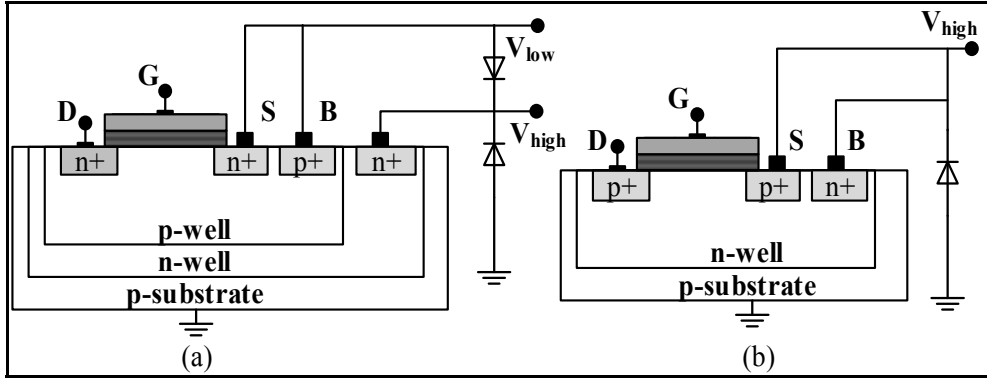 V_low
G
D
S
B
V_high
n+
n+
p+
n+
p-well
n-well
p-substrate
(a)
V_high
G
D
S
B
p+
p+
n+
n-well
p-substrate
(b)